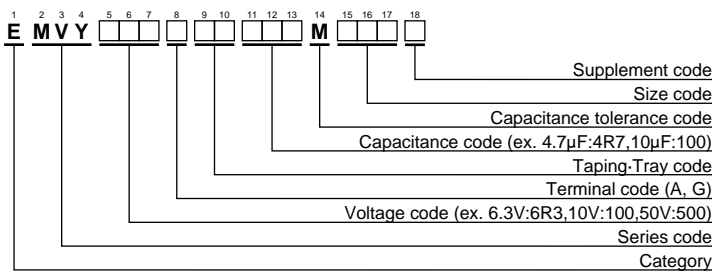 1 2 3 4 5 6 7 8 9 10 11 12 13 14 15 16 17 18
E M V Y □□□ □ □□ □□□ M □□□ □
Supplement code
Size code
Capacitance tolerance code
Capacitance code (ex. 4.7μF:4R7,10μF:100)
Taping·Tray code
Terminal code (A, G)
Voltage code (ex. 6.3V:6R3,10V:100,50V:500)
Series code
Category